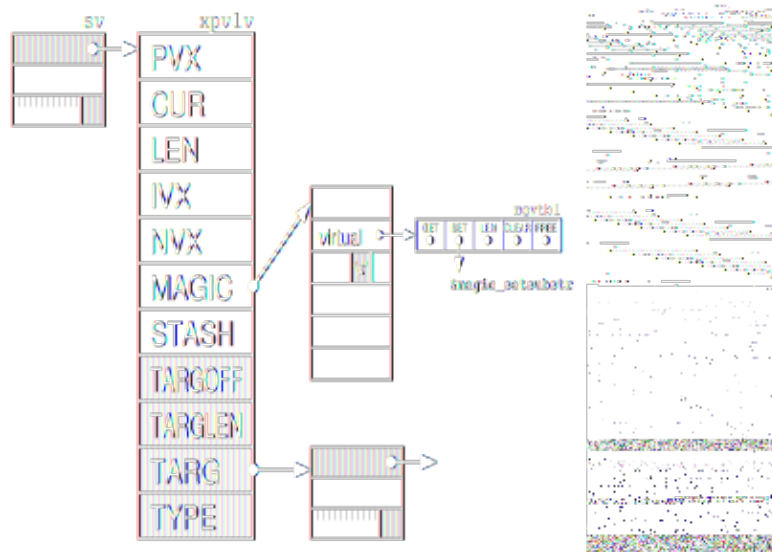 sv
xpvlv
PVX
CUR
LEN
IVX
NVX
MAGIC
STASH
TARGOFF
TARGLEN
TARG
TYPE
virtual
mgvtbl
GET SET LEN CLEAR FREE
&magic_setsubstr